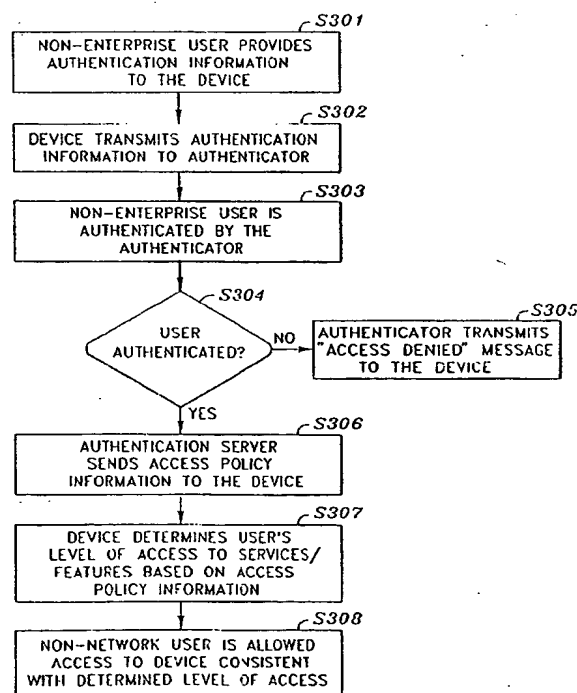 S301
NON-ENTERPRISE USER PROVIDES
AUTHENTICATION INFORMATION
TO THE DEVICE
S302
DEVICE TRANSMITS AUTHENTICATION
INFORMATION TO AUTHENTICATOR
S303
NON-ENTERPRISE USER IS
AUTHENTICATED BY THE
AUTHENTICATOR
S304
USER
AUTHENTICATED?
NO
S305
AUTHENTICATOR TRANSMITS
"ACCESS DENIED" MESSAGE
TO THE DEVICE
YES
S306
AUTHENTICATION SERVER
SENDS ACCESS POLICY
INFORMATION TO THE DEVICE
S307
DEVICE DETERMINES USER'S
LEVEL OF ACCESS TO SERVICES/
FEATURES BASED ON ACCESS
POLICY INFORMATION
S308
NON-NETWORK USER IS ALLOWED
ACCESS TO DEVICE CONSISTENT
WITH DETERMINED LEVEL OF ACCESS